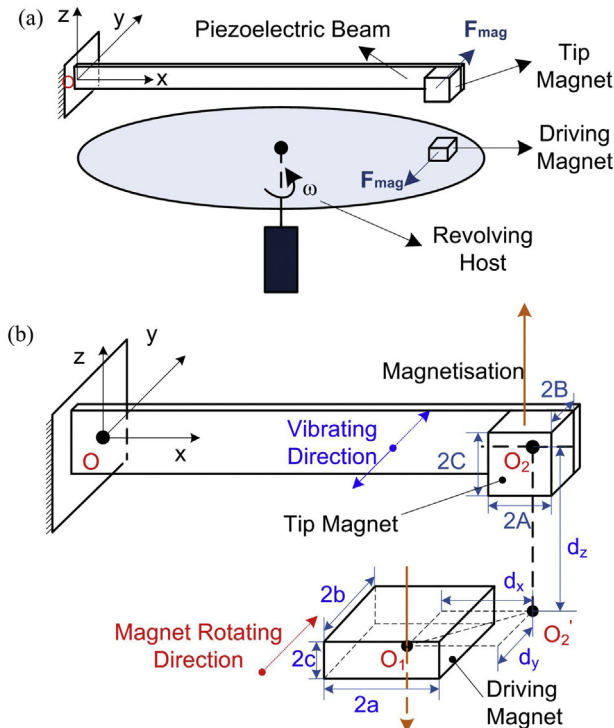 (a)
z
y
Piezoelectric Beam
F_mag
Tip
Magnet
O
x
Driving
Magnet
F_mag
ω
Revolving
Host
(b)
z
y
Magnetisation
2B
Vibrating
Direction
O
x
2C
O₂
Tip Magnet
2A
d_z
2b
d_x
Magnet Rotating
Direction
2c
O₁
O₂'
d_y
2a
Driving
Magnet